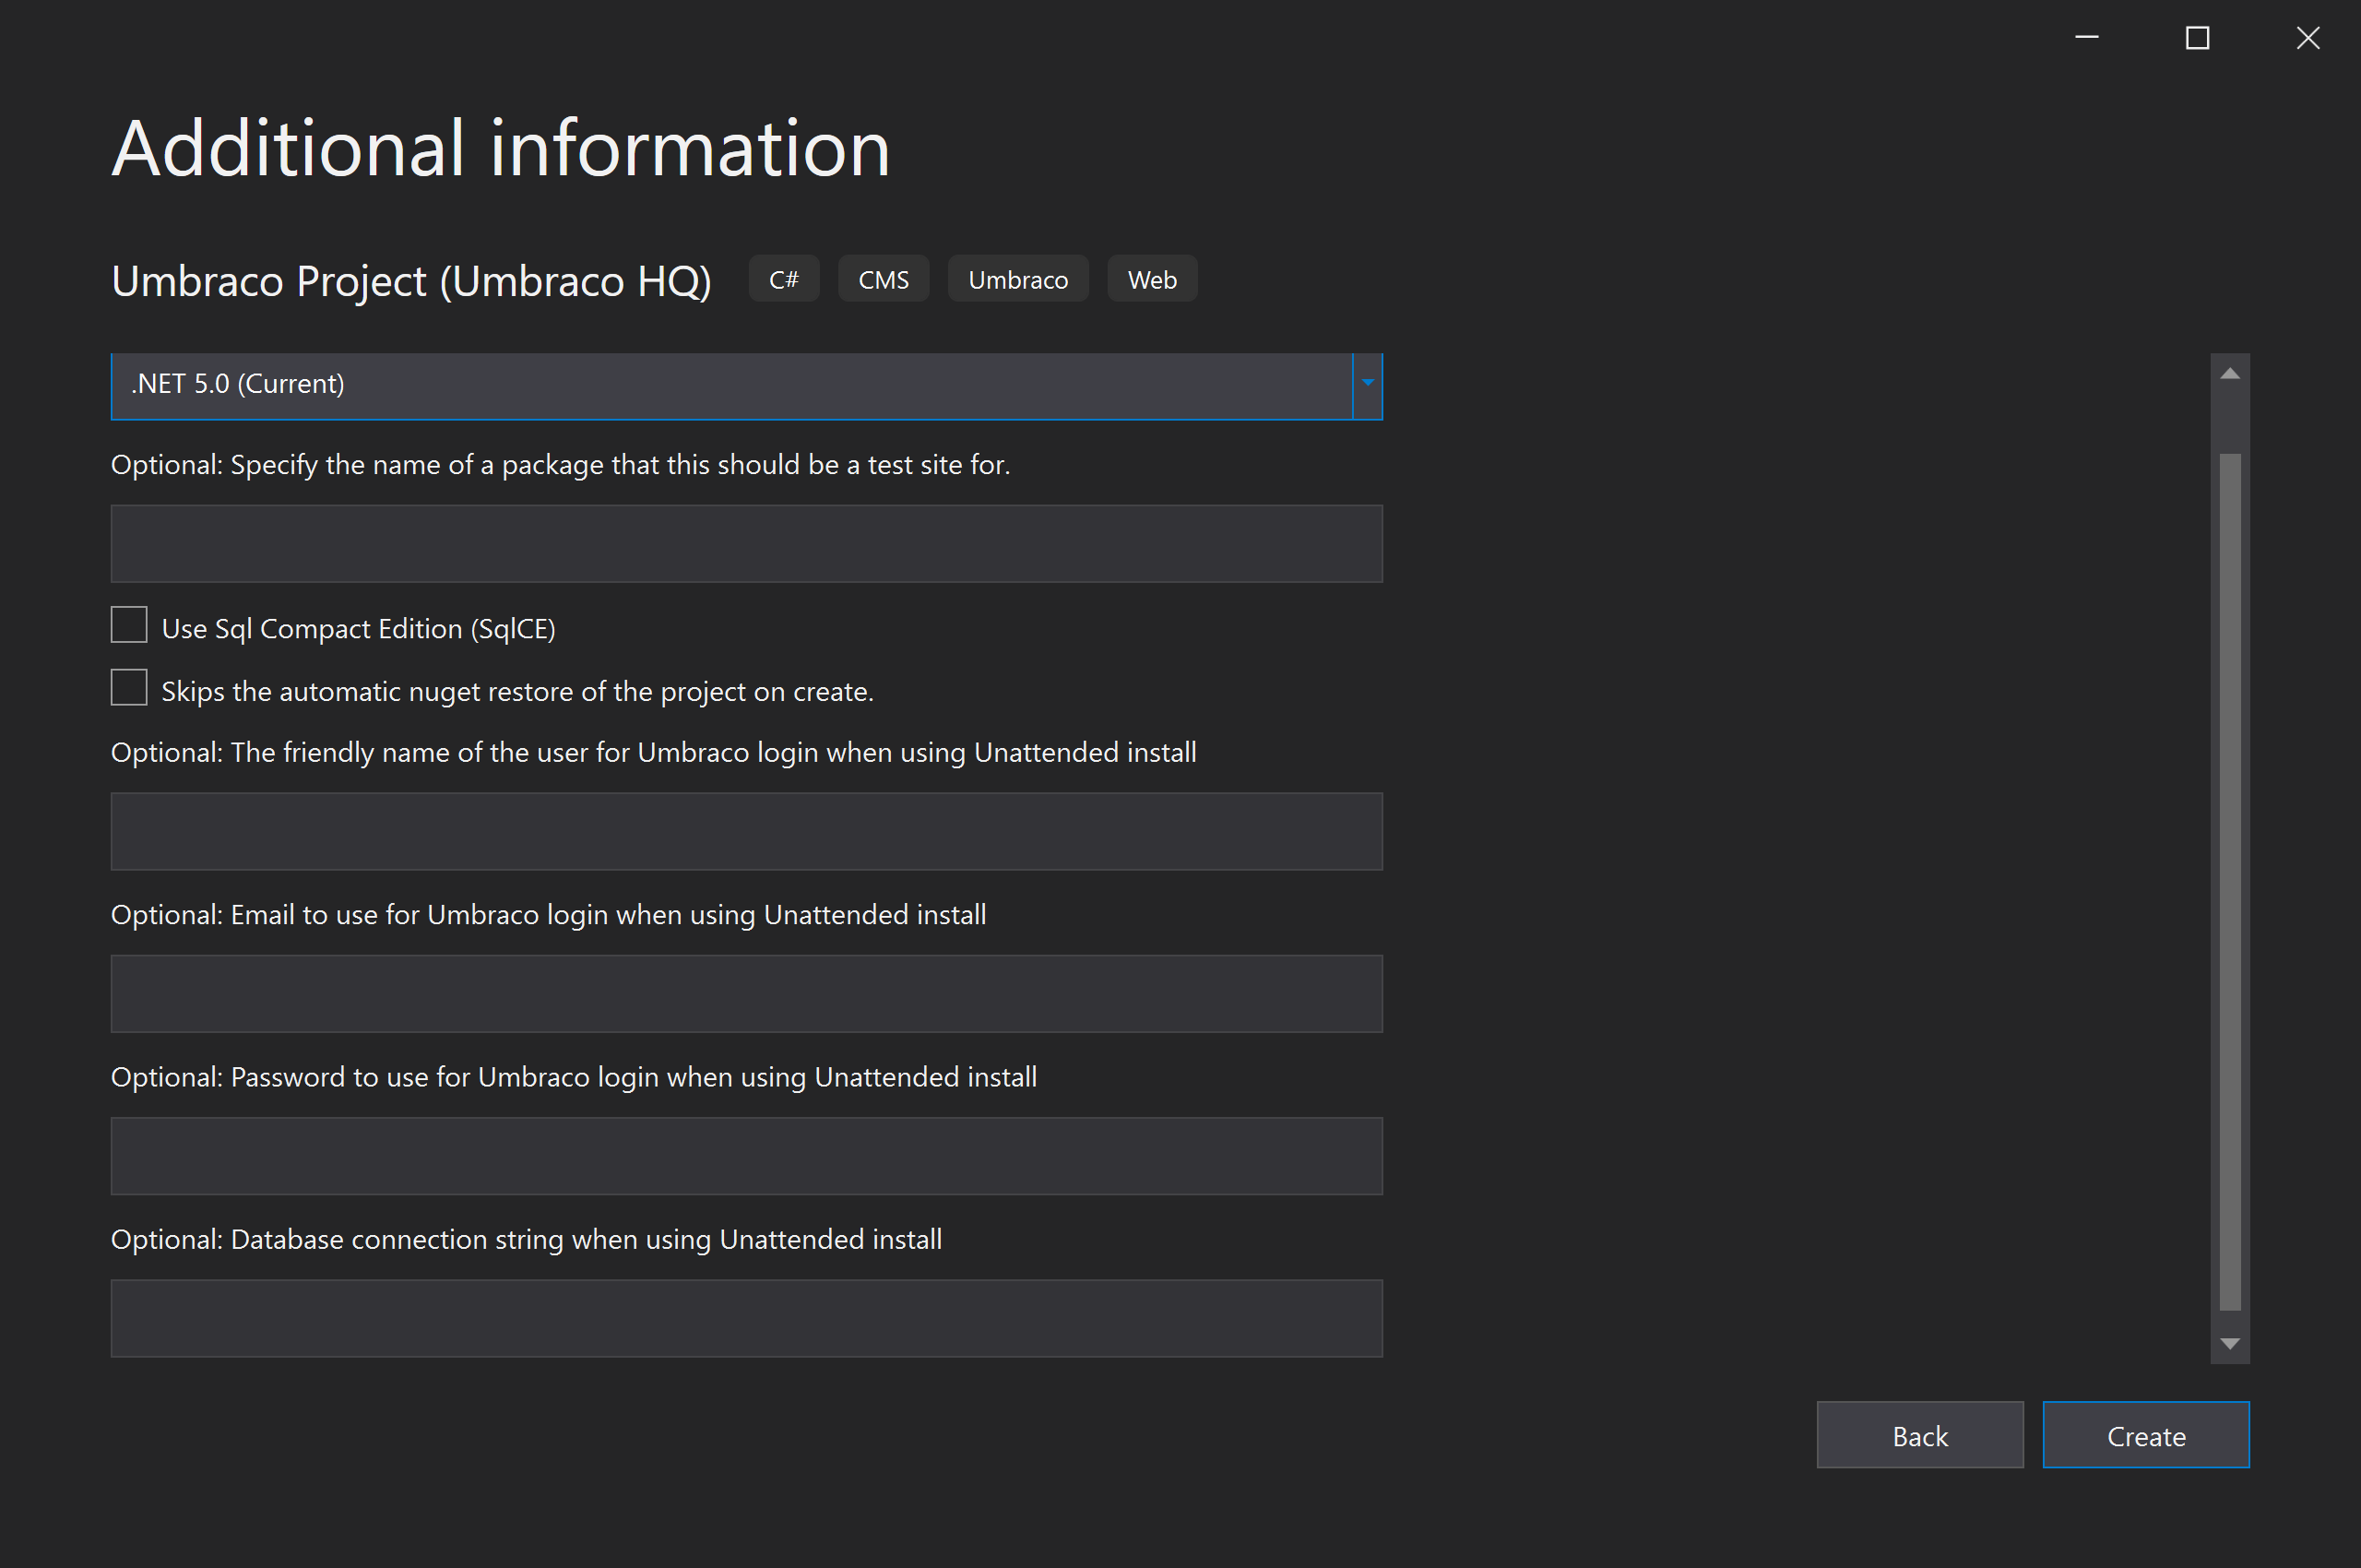 Additional information
Umbraco Project (Umbraco HQ) C# CMS Umbraco Web
.NET 5.0 (Current)
Optional: Specify the name of a package that this should be a test site for.
Use Sql Compact Edition (SqlCE)
Skips the automatic nuget restore of the project on create.
Optional: The friendly name of the user for Umbraco login when using Unattended install
Optional: Email to use for Umbraco login when using Unattended install
Optional: Password to use for Umbraco login when using Unattended install
Optional: Database connection string when using Unattended install
Back Create